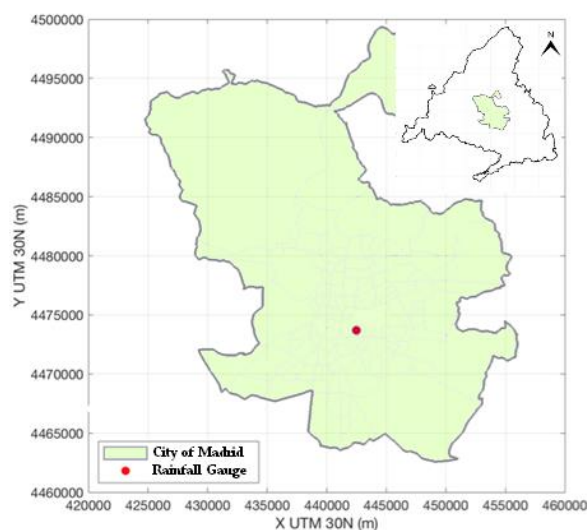 4500000
N
4495000
4490000
4485000
4480000
4475000
4470000
4465000
4460000
Y UTM 30N (m)
City of Madrid
Rainfall Gauge
420000 425000 430000 435000 440000 445000 450000 455000 460000
X UTM 30N (m)